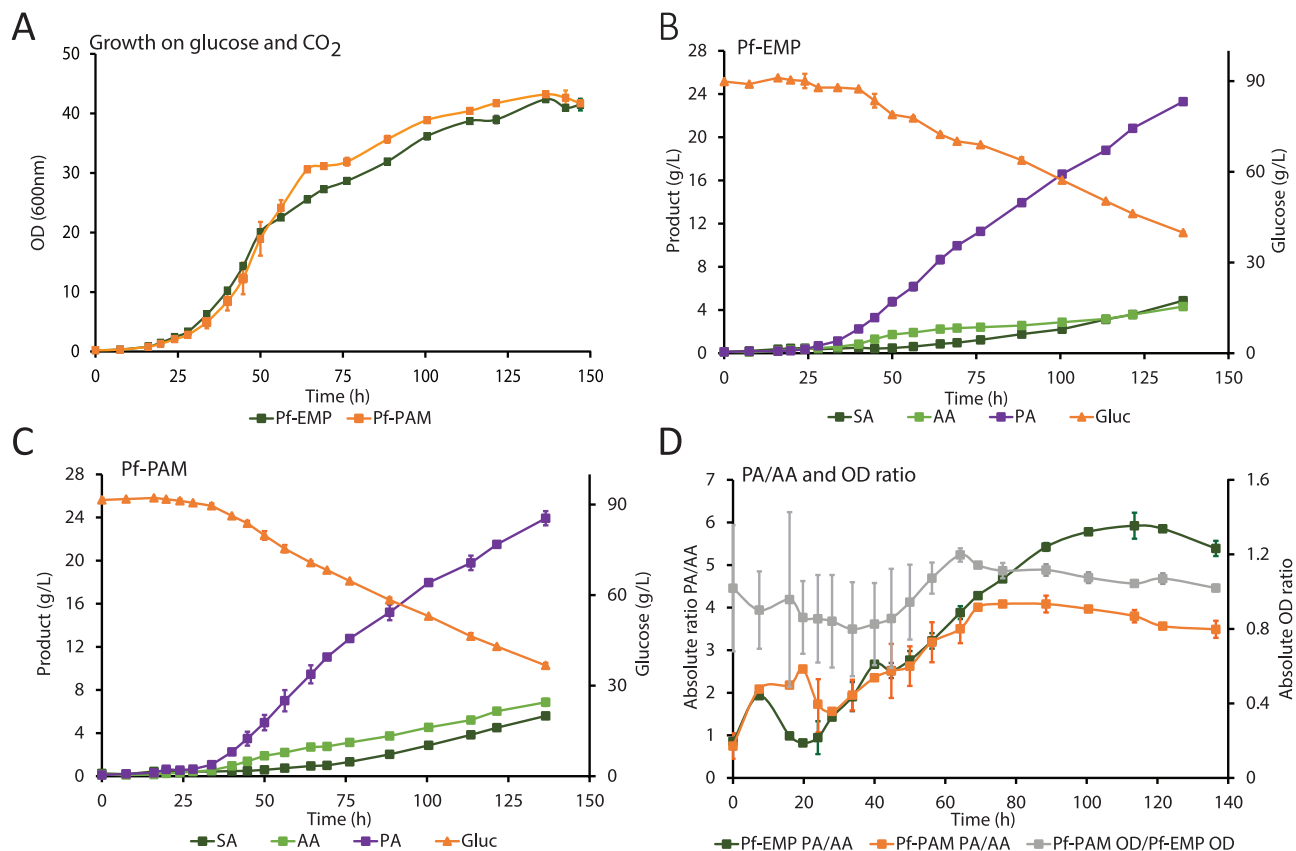 A
Growth on glucose and CO2
50
40
30
20
10
0
OD (600nm)
0 25 50 75 100 125 150
Time (h)
Pf-EMP Pf-PAM
B
Pf-EMP
28
24
20
16
12
8
4
0
Product (g/L)
90
60
30
0
Glucose (g/L)
0 25 50 75 100 125 150
Time (h)
SA AA PA Gluc
C
Pf-PAM
28
24
20
16
12
8
4
0
Product (g/L)
90
60
30
0
Glucose (g/L)
0 25 50 75 100 125 150
Time (h)
SA AA PA Gluc
D
PA/AA and OD ratio
7
6
5
4
3
2
1
0
Absolute ratio PA/AA
1.6
1.2
0.8
0.4
0
Absolute OD ratio
0 20 40 60 80 100 120 140
Time (h)
Pf-EMP PA/AA Pf-PAM PA/AA Pf-PAM OD/Pf-EMP OD